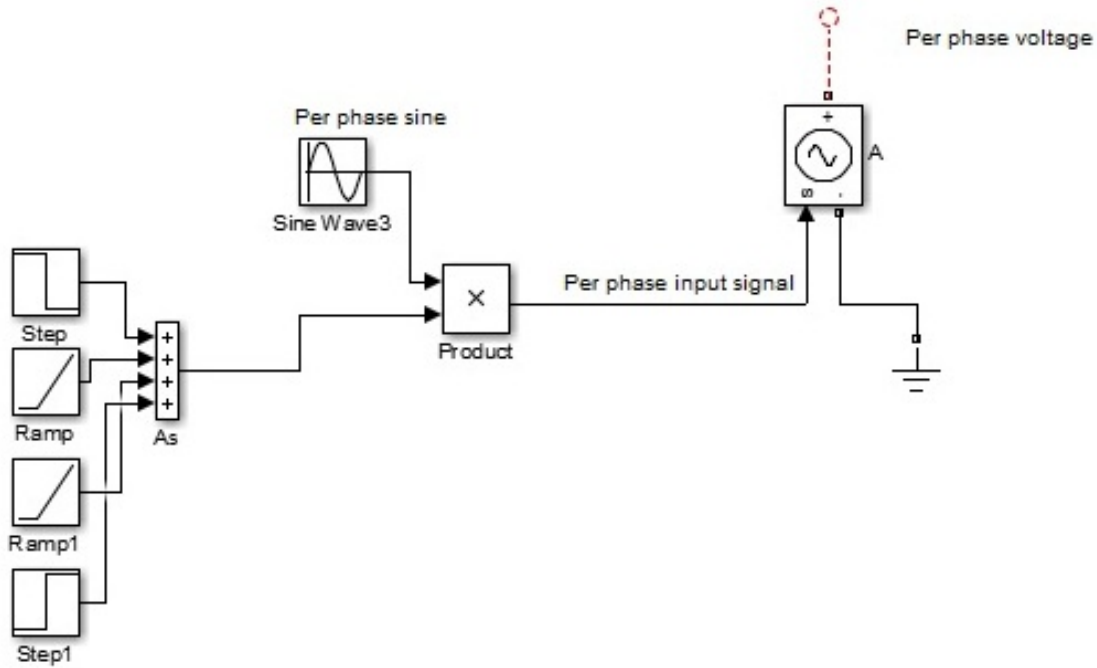 Per phase voltage
+
A
s
-
Per phase sine
Sine Wave3
Per phase input signal
×
Product
Step
+
+
+
+
As
Ramp
Ramp1
Step1